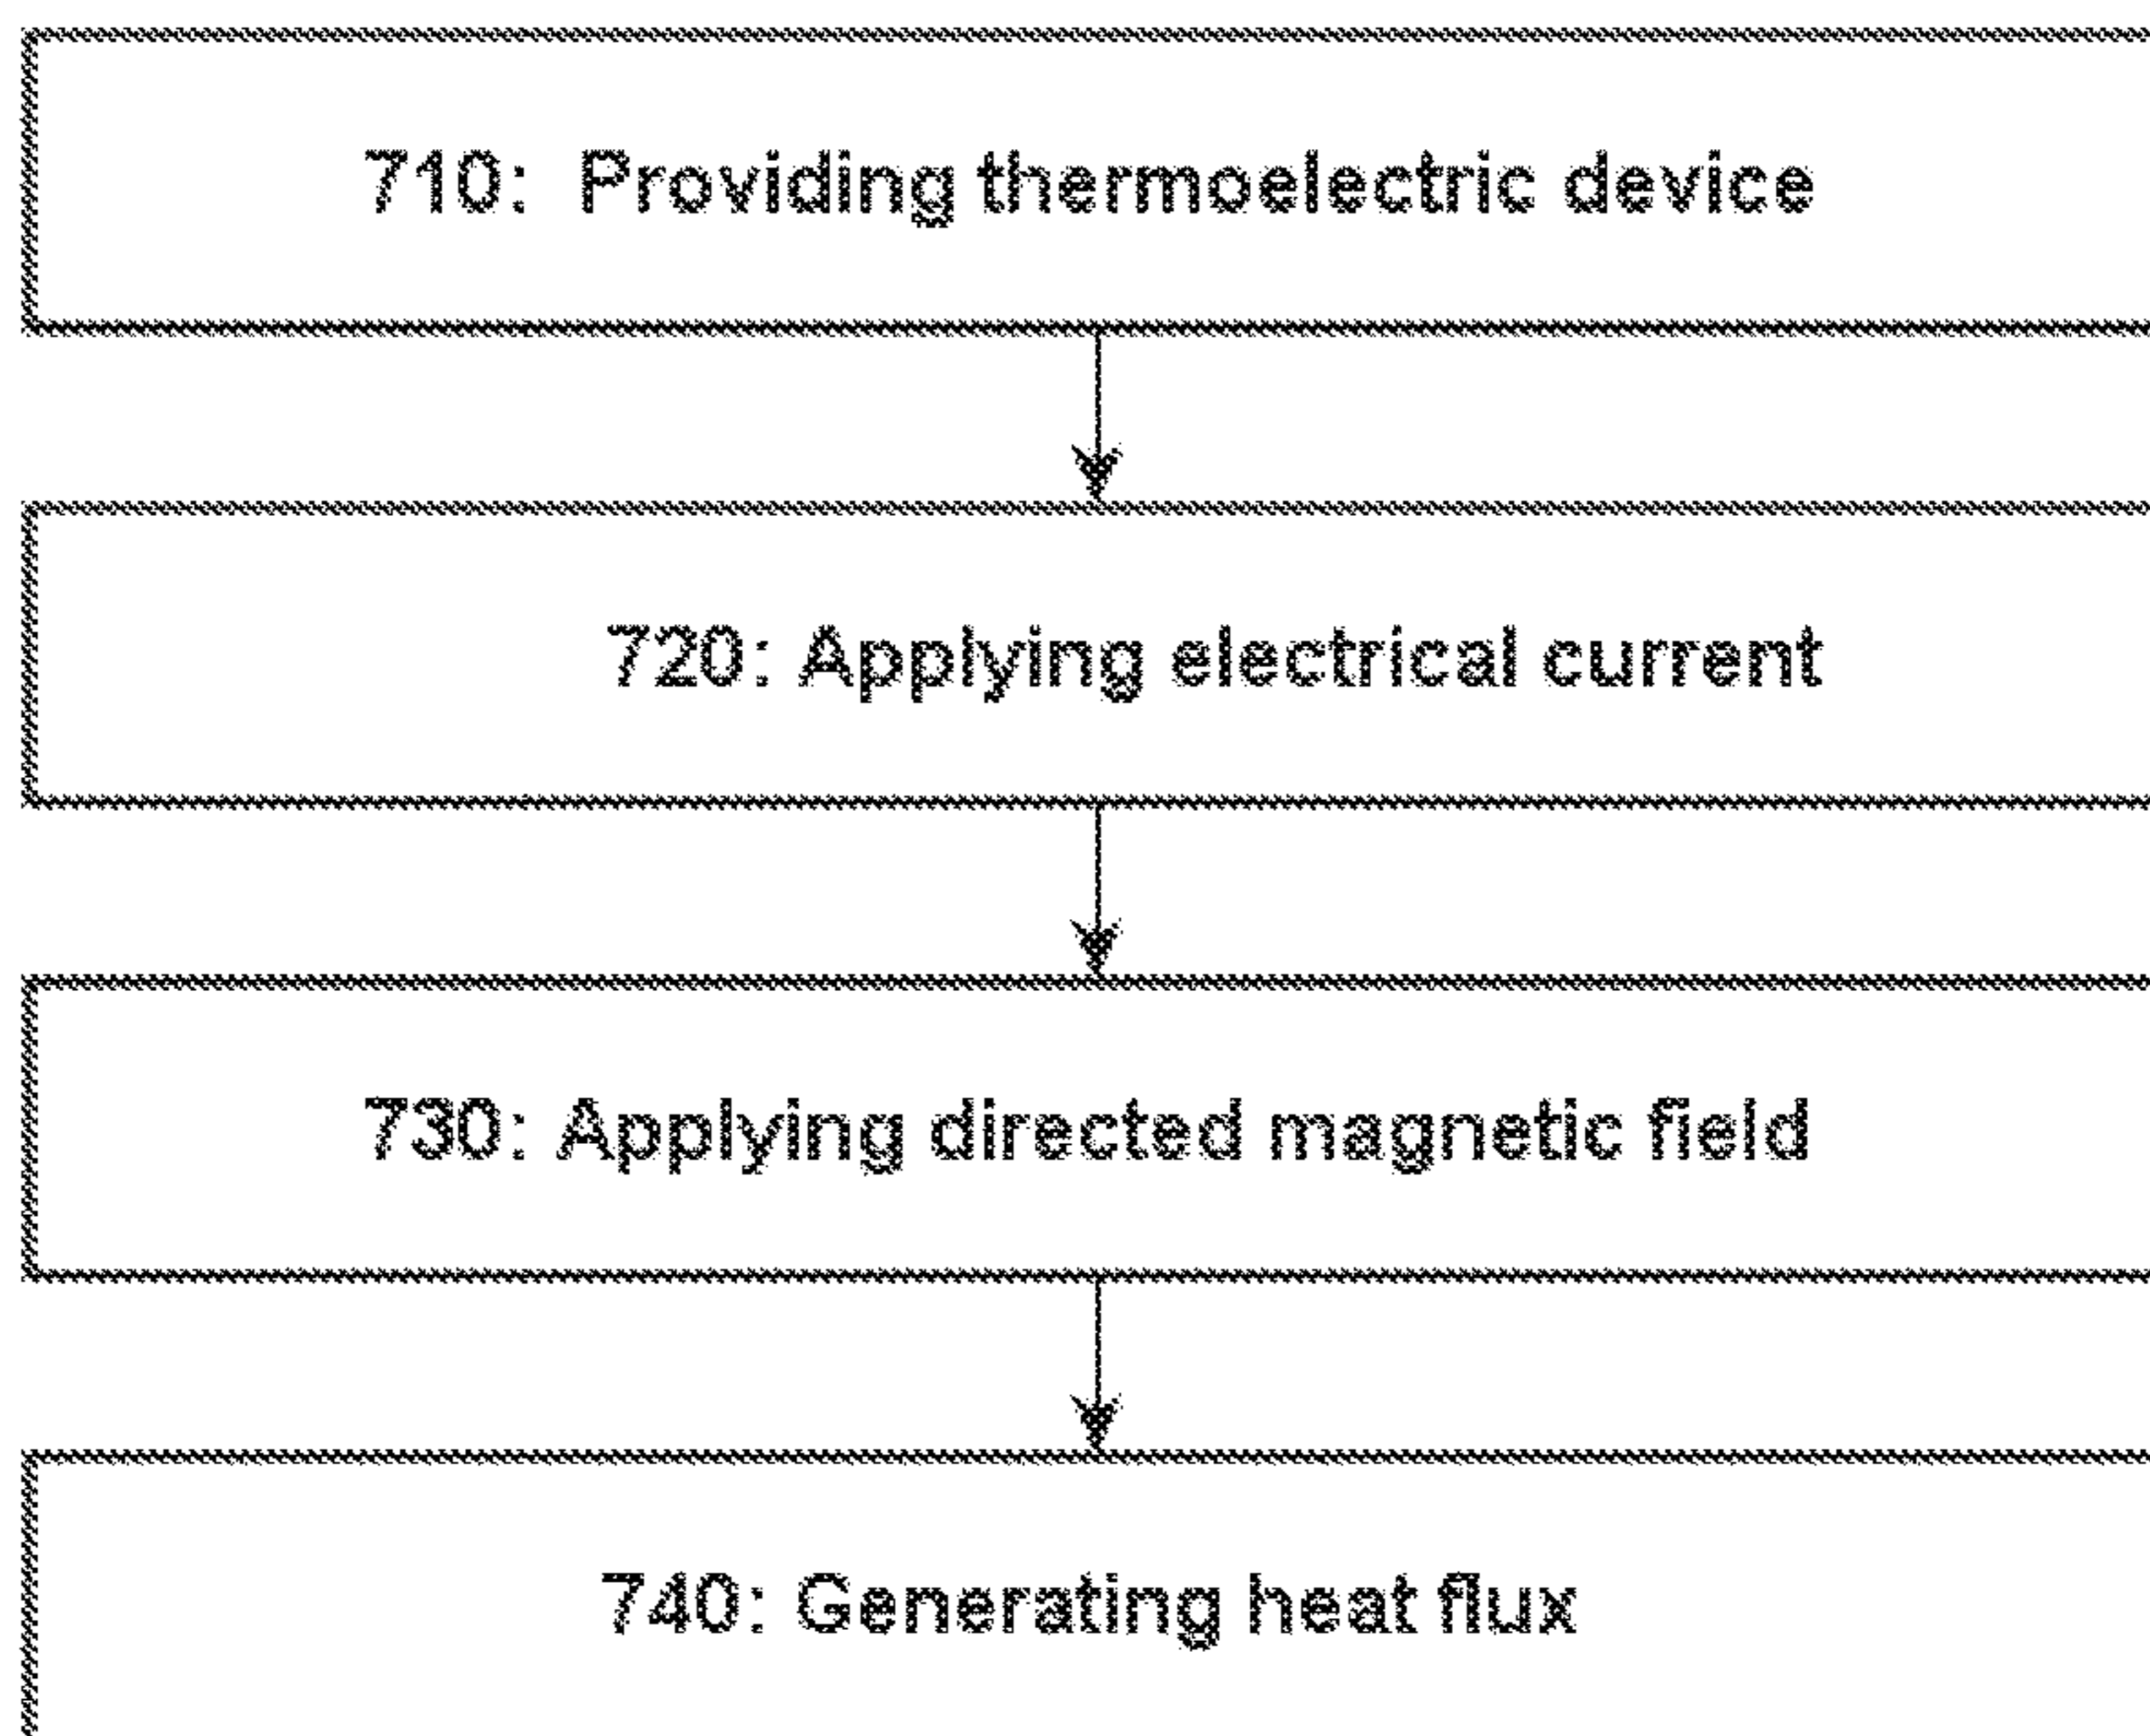 710: Providing thermoelectric device
720: Applying electrical current
730: Applying directed magnetic field
740: Generating heat flux